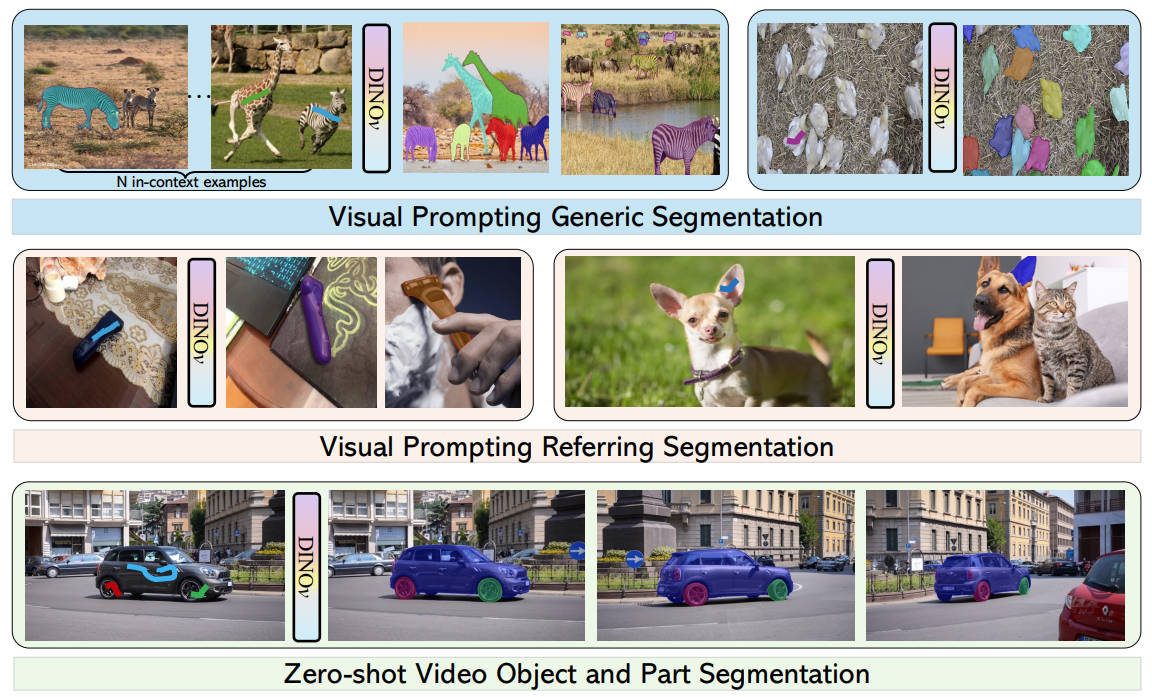 DINOv
DINOv
N in-context examples
Visual Prompting Generic Segmentation
DINOv
DINOv
Visual Prompting Referring Segmentation
DINOv
Zero-shot Video Object and Part Segmentation